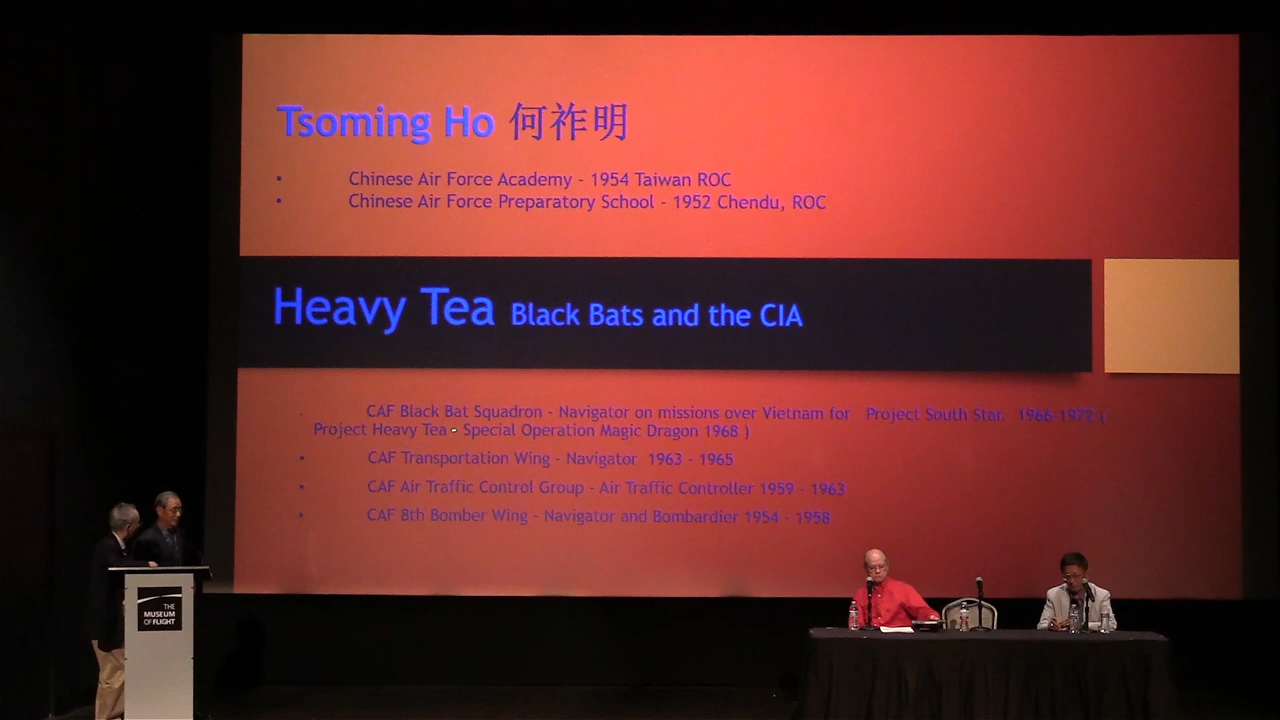 Tsoming Ho 何祚明
• Chinese Air Force Academy - 1954 Taiwan ROC
• Chinese Air Force Preparatory School - 1952 Chendu, ROC
Heavy Tea Black Bats and the CIA
- CAF Black Bat Squadron - Navigator on missions over Vietnam for Project South Star. 1966-1972 (
Project Heavy Tea - Special Operation Magic Dragon 1968 )
• CAF Transportation Wing - Navigator 1963 - 1965
• CAF Air Traffic Control Group - Air Traffic Controller 1959 - 1963
• CAF 8th Bomber Wing - Navigator and Bombardier 1954 - 1958
THE
MUSEUM
OF FLIGHT